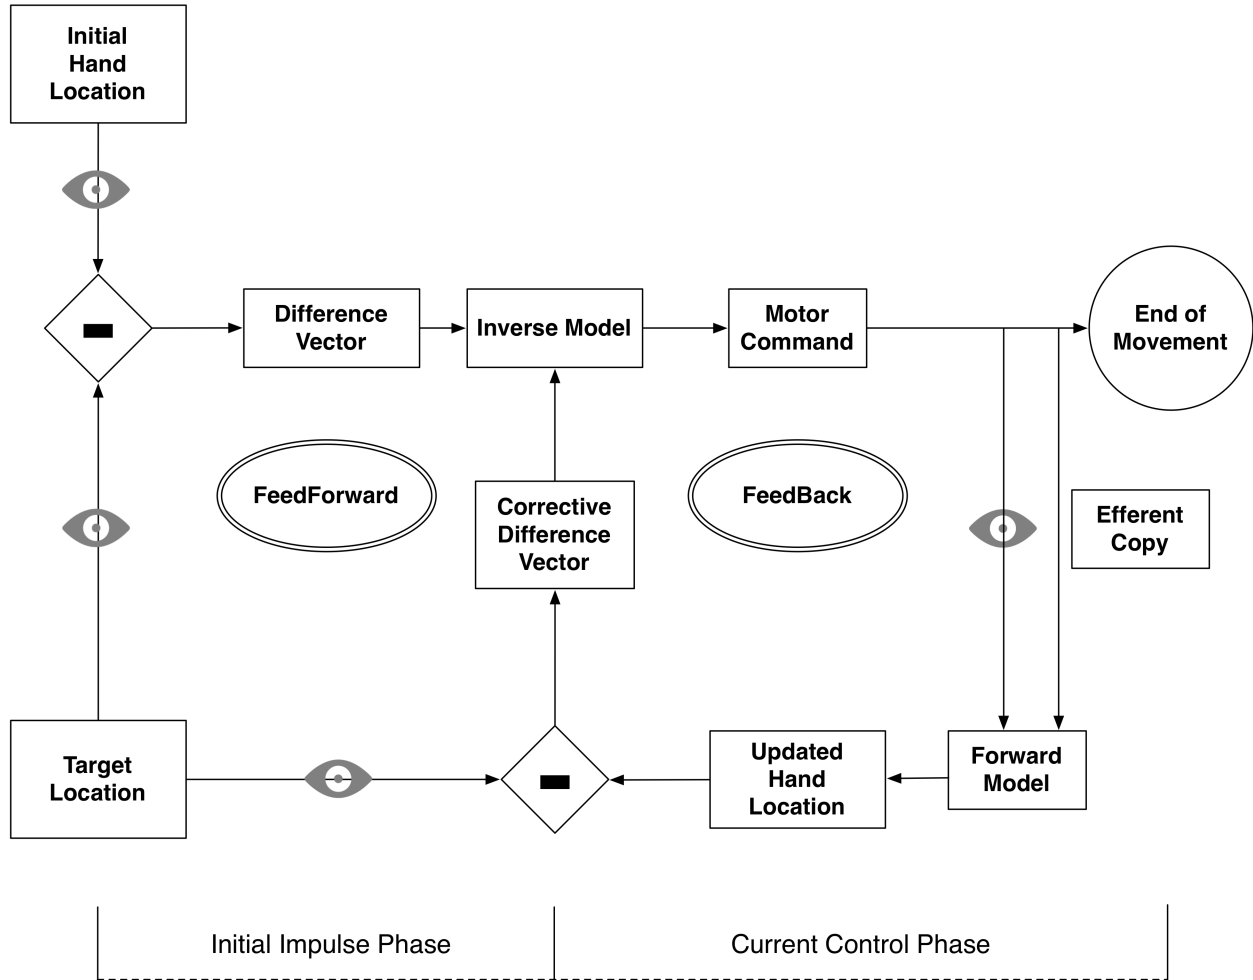 Initial
Hand
Location
Difference
Vector
Inverse Model
Motor
Command
End of
Movement
FeedForward
Corrective
Difference
Vector
FeedBack
Efferent
Copy
Target
Location
Updated
Hand
Location
Forward
Model
Initial Impulse Phase
Current Control Phase